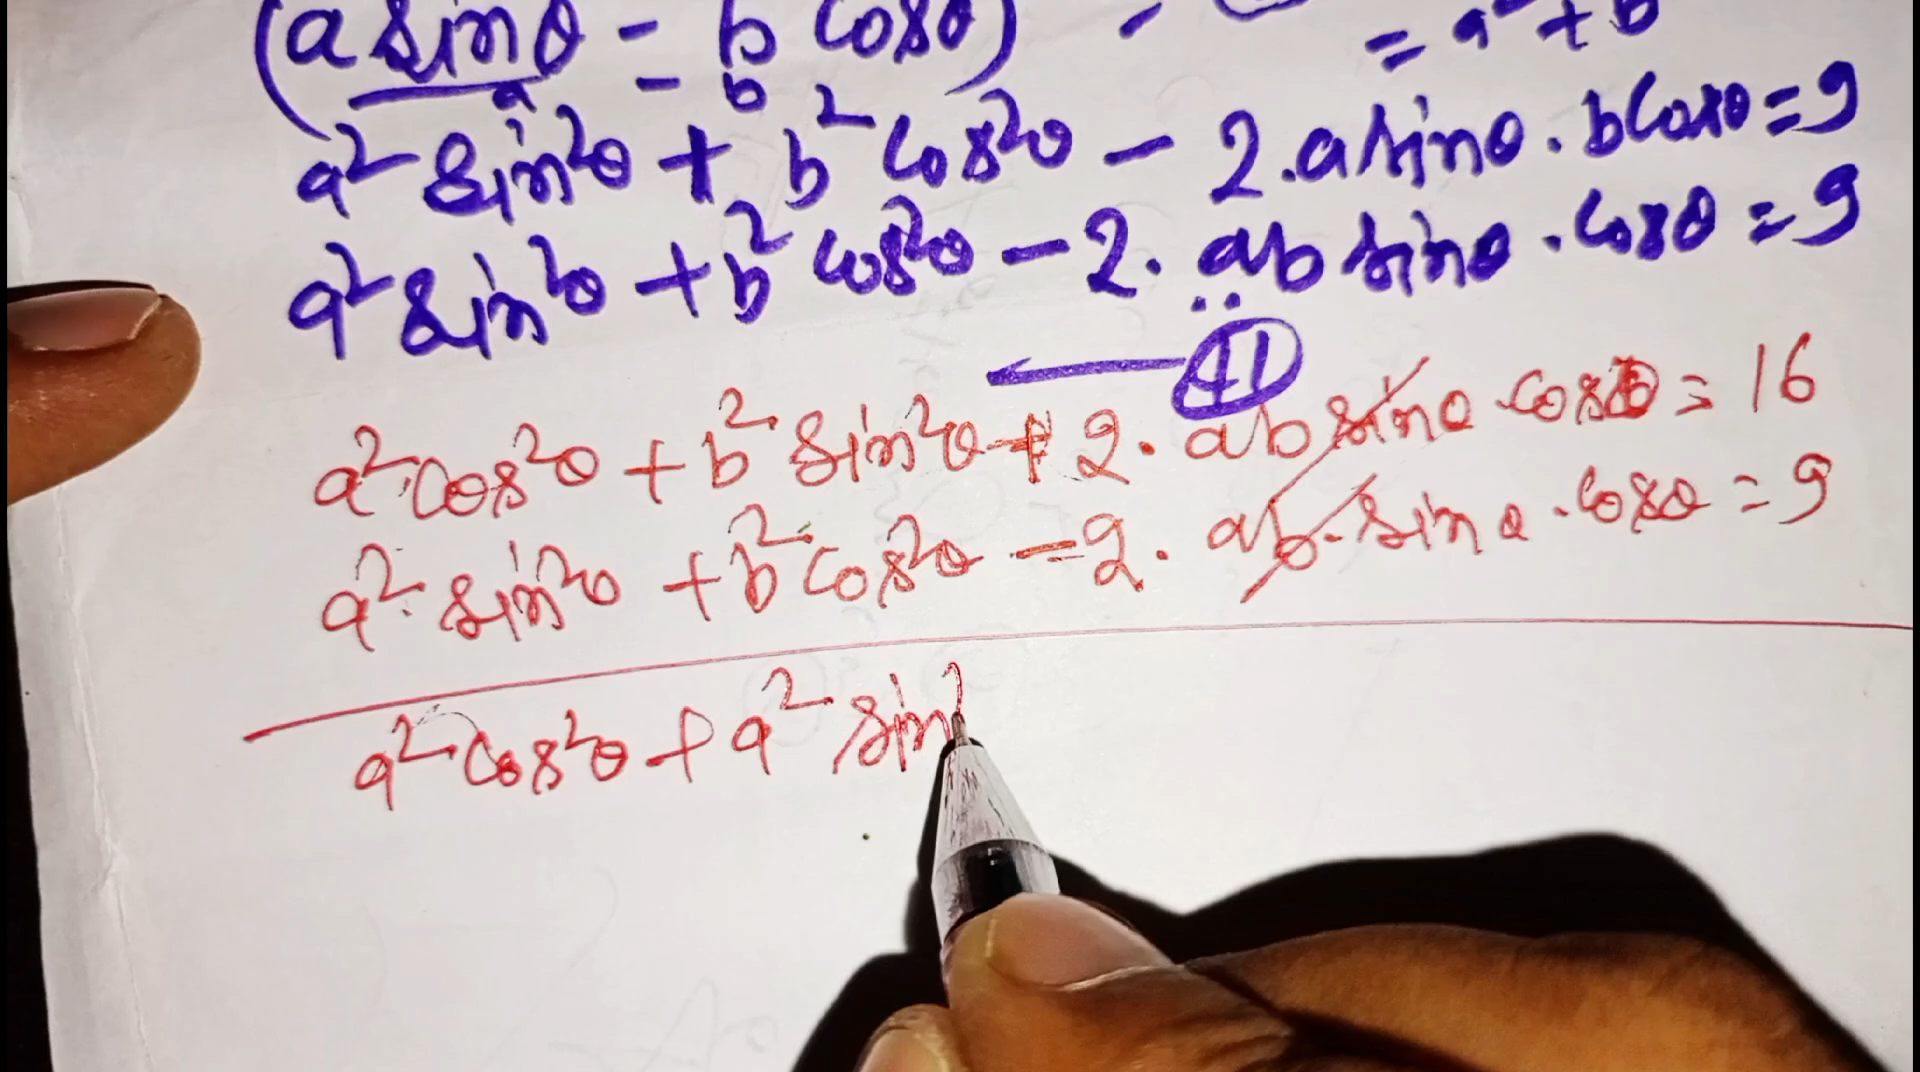 (a sinθ - b cosθ) -
= a² + b
a² sin²θ + b² cos²θ - 2.a sinθ . b cosθ = 9
a² sin²θ + b² cos²θ - 2. ab sinθ . cosθ = 9
11
a² cos²θ + b² sin²θ + 2. ab sinθ cosθ = 16
a² sin²θ + b² cos²θ - 2. ab . sinθ . cosθ = 9
a² cos²θ + a² sin²